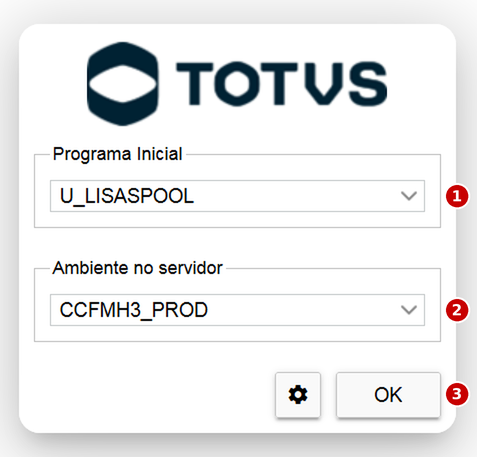 TOTVS
Programa Inicial
U_LISASPOOL
1
Ambiente no servidor
CCFMH3_PROD
2
OK
3